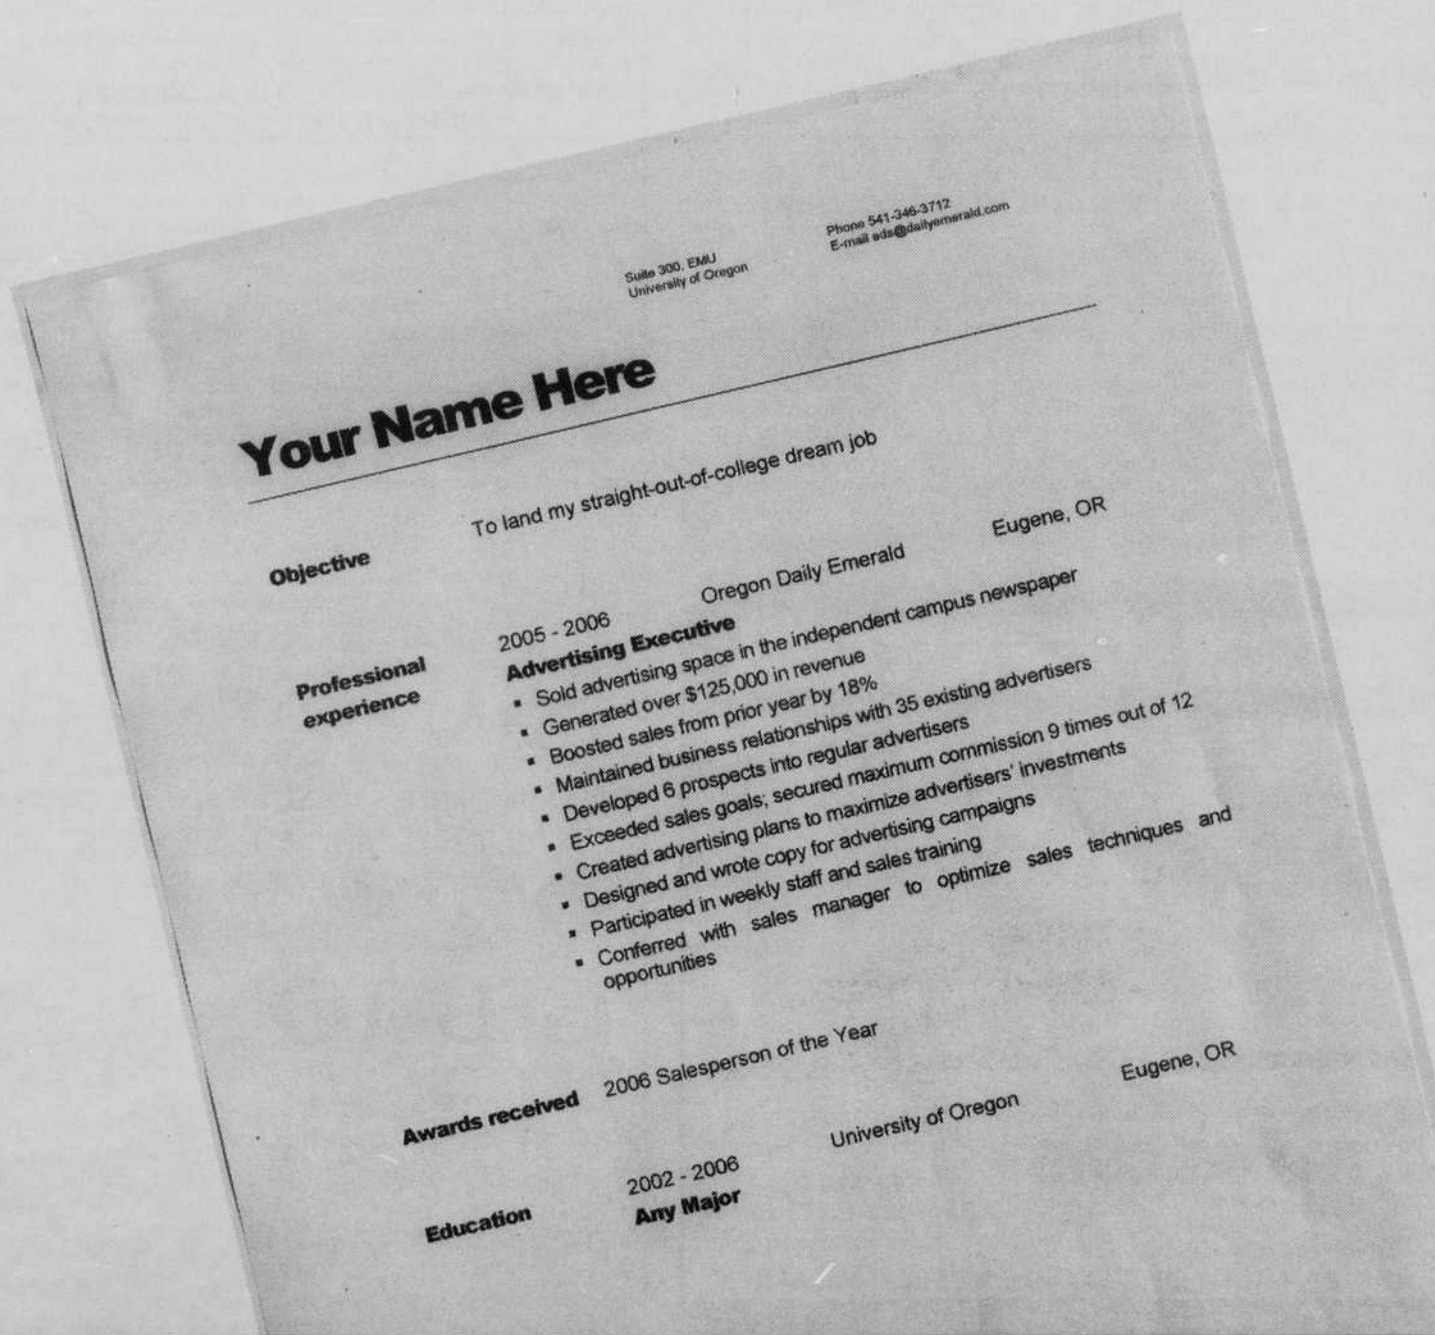 Suite 300, EMU
University of Oregon
Phone 541-346-3712
E-mail ads@dailyemerald.com
Your Name Here
Objective
To land my straight-out-of-college dream job
Professional
experience
2005 - 2006 Oregon Daily Emerald Eugene, OR
Advertising Executive
▪ Sold advertising space in the independent campus newspaper
▪ Generated over $125,000 in revenue
▪ Boosted sales from prior year by 18%
▪ Maintained business relationships with 35 existing advertisers
▪ Developed 6 prospects into regular advertisers
▪ Exceeded sales goals; secured maximum commission 9 times out of 12
▪ Created advertising plans to maximize advertisers' investments
▪ Designed and wrote copy for advertising campaigns
▪ Participated in weekly staff and sales training
▪ Conferred with sales manager to optimize sales techniques and
opportunities
Awards received 2006 Salesperson of the Year
Education
2002 - 2006 University of Oregon Eugene, OR
Any Major